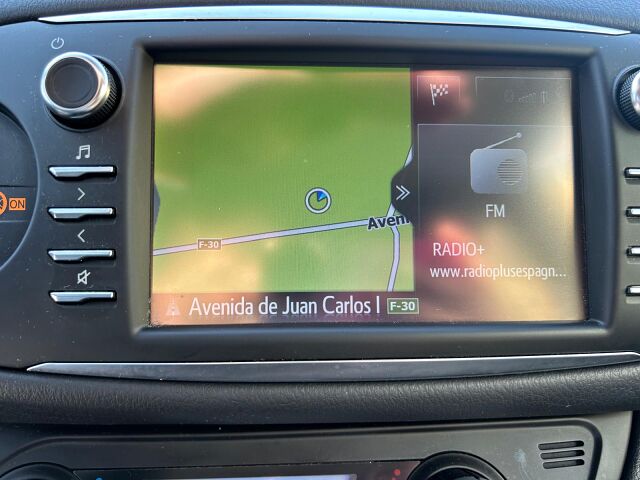 FM
RADIO+
www.radioplusespagn...
F-30
Aven
Avenida de Juan Carlos I F-30
ON